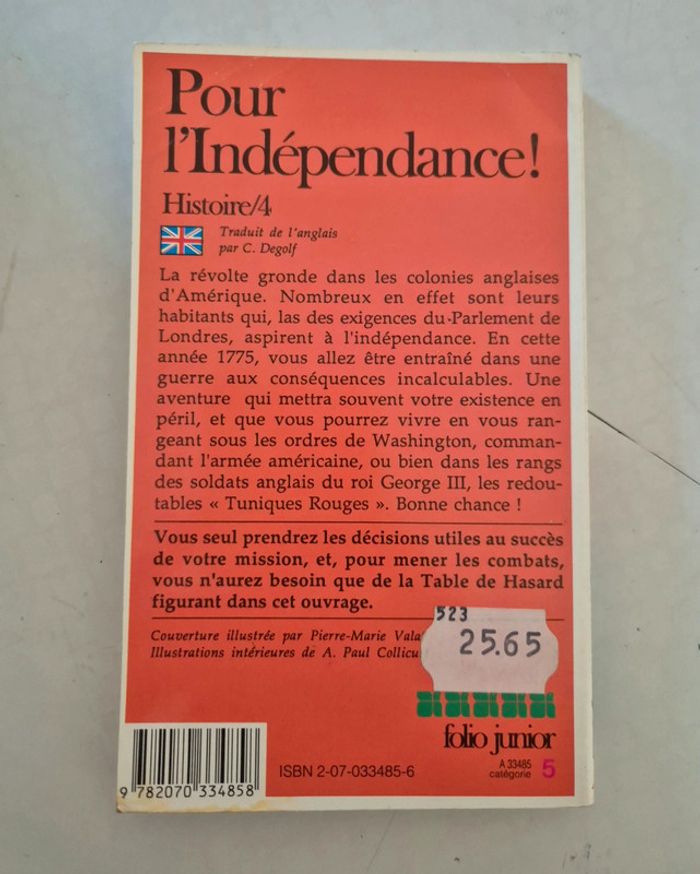 Pour
l'Indépendance!
Histoire/4
Traduit de l'anglais
par C. Degolf
La révolte gronde dans les colonies anglaises
d'Amérique. Nombreux en effet sont leurs
habitants qui, las des exigences du Parlement de
Londres, aspirent à l'indépendance. En cette
année 1775, vous allez être entraîné dans une
guerre aux conséquences incalculables. Une
aventure qui mettra souvent votre existence en
péril, et que vous pourrez vivre en vous ran-
geant sous les ordres de Washington, comman-
dant l'armée américaine, ou bien dans les rangs
des soldats anglais du roi George III, les redou-
tables « Tuniques Rouges ». Bonne chance !
Vous seul prendrez les décisions utiles au succès
de votre mission, et, pour mener les combats,
vous n'aurez besoin que de la Table de Hasard
figurant dans cet ouvrage.
Couverture illustrée par Pierre-Marie
Illustrations intérieures de A. Paul
523
25.65
folio junior
A 33485
catégorie 5
ISBN 2-07-033485-6
9 782070 334858